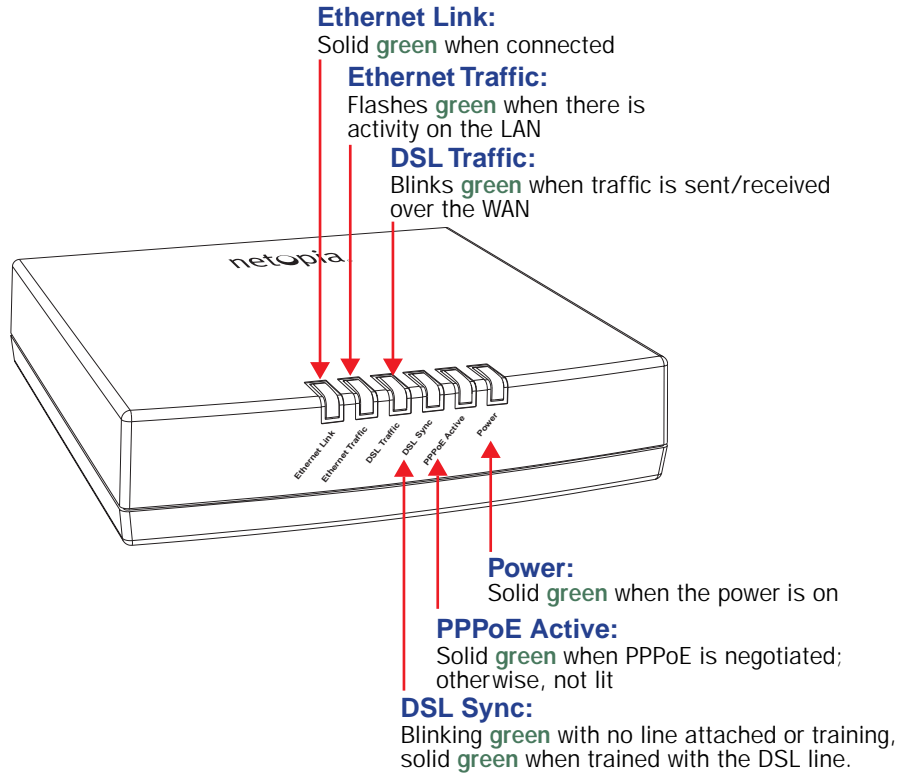 Ethernet Link:
Solid green when connected
Ethernet Traffic:
Flashes green when there is
activity on the LAN
DSL Traffic:
Blinks green when traffic is sent/received
over the WAN
netopia.
Ethernet Link
Ethernet Traffic
DSL Traffic
DSL Sync
PPPoE Active
Power
Power:
Solid green when the power is on
PPPoE Active:
Solid green when PPPoE is negotiated;
otherwise, not lit
DSL Sync:
Blinking green with no line attached or training,
solid green when trained with the DSL line.